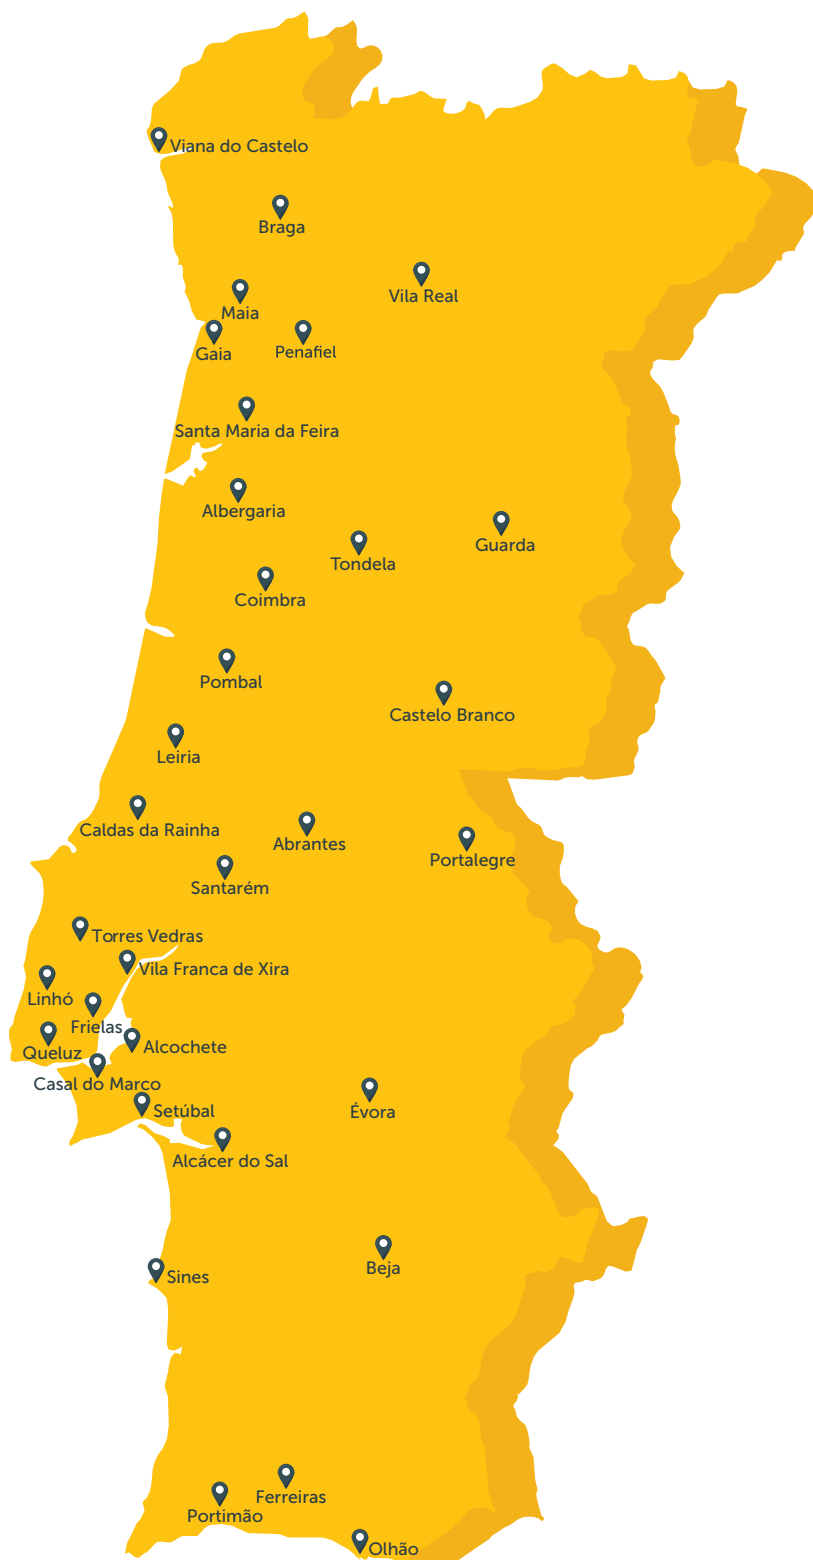 Viana do Castelo
Braga
Vila Real
Maia
Gaia
Penafiel
Santa Maria da Feira
Albergaria
Guarda
Tondela
Coimbra
Pombal
Castelo Branco
Leiria
Caldas da Rainha
Abrantes
Portalegre
Santarém
Torres Vedras
Vila Franca de Xira
Linhó
Frielas
Queluz
Alcochete
Casal do Marco
Setúbal
Évora
Alcácer do Sal
Beja
Sines
Ferreiras
Portimão
Olhão